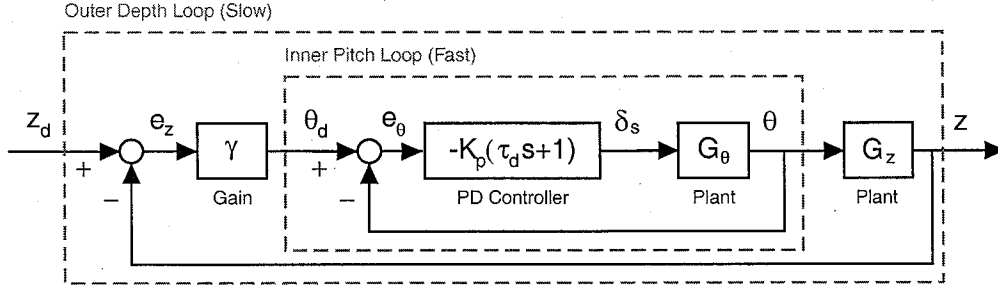 Outer Depth Loop (Slow)
Inner Pitch Loop (Fast)
z_d e_z θ_d e_θ δ_s θ z
γ -K_p(τ_d s+1) G_θ G_z
+ − + −
Gain PD Controller Plant Plant